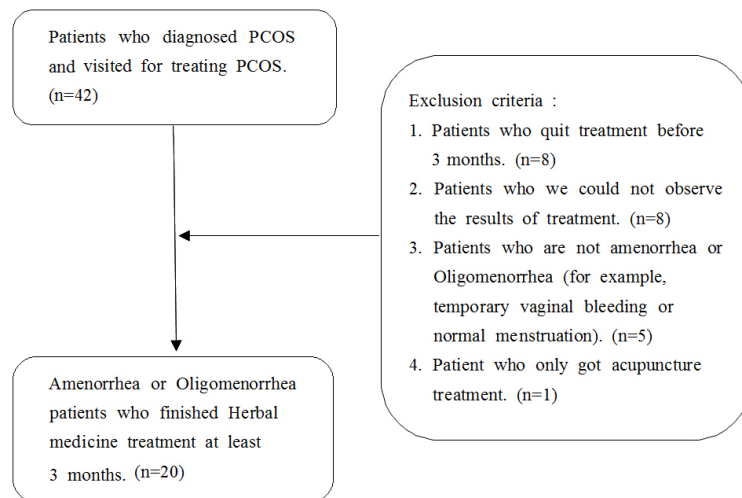 Patients who diagnosed PCOS
and visited for treating PCOS.
(n=42)
Exclusion criteria :
1. Patients who quit treatment before
3 months. (n=8)
2. Patients who we could not observe
the results of treatment. (n=8)
3. Patients who are not amenorrhea or
Oligomenorrhea (for example,
temporary vaginal bleeding or
normal menstruation). (n=5)
4. Patient who only got acupuncture
treatment. (n=1)
Amenorrhea or Oligomenorrhea
patients who finished Herbal
medicine treatment at least
3 months. (n=20)